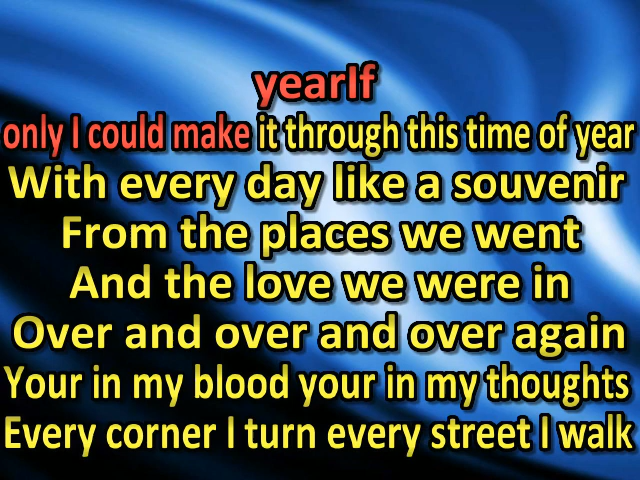 yearIf
only I could make it through this time of year
With every day like a souvenir
From the places we went
And the love we were in
Over and over and over again
Your in my blood your in my thoughts
Every corner I turn every street I walk